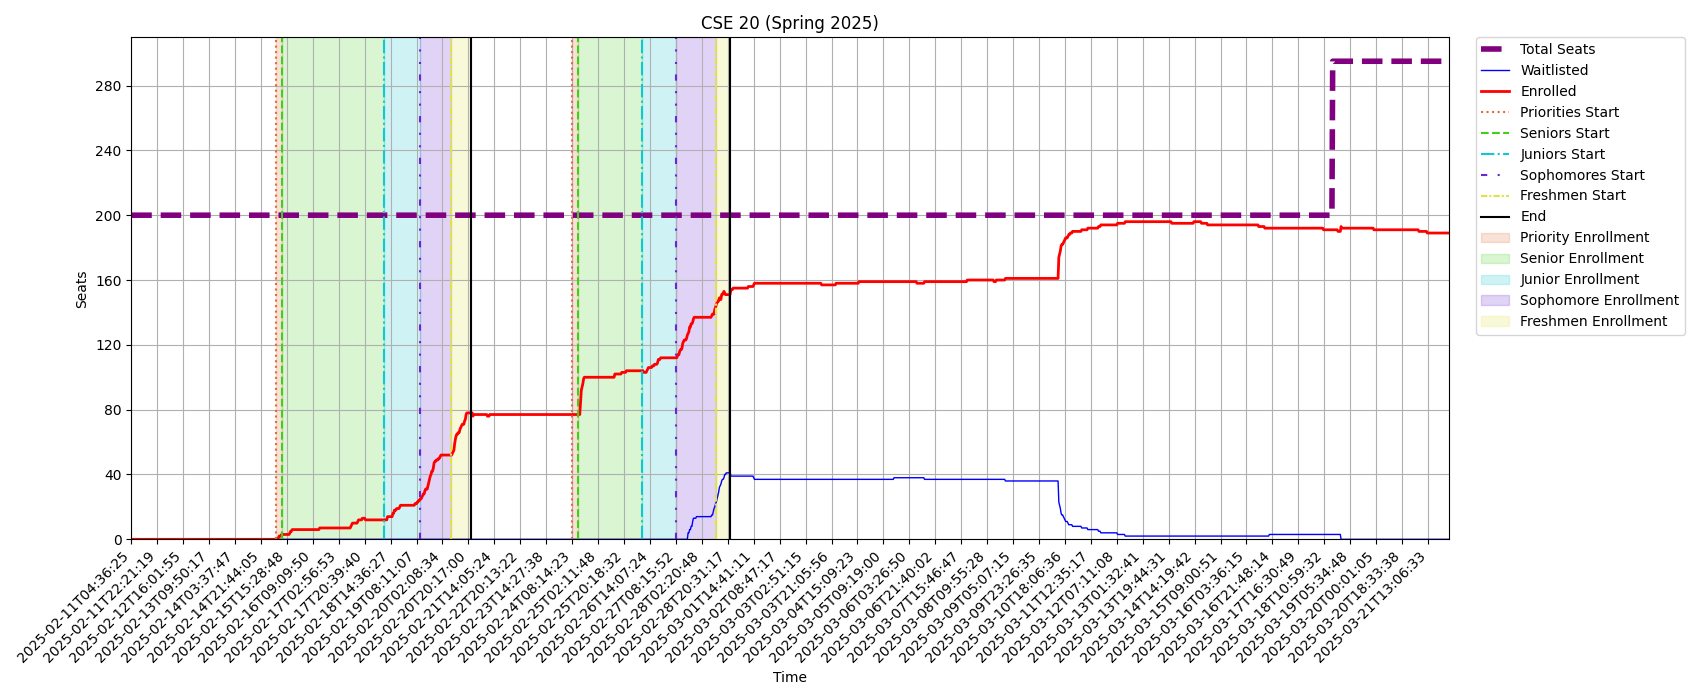 CSE 20 (Spring 2025)
Total Seats
Waitlisted
Enrolled
Priorities Start
Seniors Start
Juniors Start
Sophomores Start
Freshmen Start
End
Priority Enrollment
Senior Enrollment
Junior Enrollment
Sophomore Enrollment
Freshmen Enrollment
Seats
280
240
200
160
120
80
40
0
2025-02-11T04:36:25
2025-02-11T22:21:19
2025-02-12T16:01:55
2025-02-13T09:50:17
2025-02-14T03:37:47
2025-02-14T21:44:05
2025-02-15T15:28:48
2025-02-16T09:09:50
2025-02-17T02:56:53
2025-02-17T20:39:40
2025-02-18T14:36:27
2025-02-19T08:11:07
2025-02-20T02:08:34
2025-02-20T20:17:00
2025-02-21T14:05:24
2025-02-22T20:13:22
2025-02-23T14:27:38
2025-02-24T08:14:23
2025-02-25T02:11:48
2025-02-25T20:18:32
2025-02-26T14:07:24
2025-02-27T08:15:52
2025-02-28T02:20:48
2025-02-28T20:31:17
2025-03-01T14:41:11
2025-03-02T08:47:17
2025-03-03T02:51:15
2025-03-03T21:05:56
2025-03-04T15:09:23
2025-03-05T09:19:00
2025-03-06T03:26:50
2025-03-06T21:40:02
2025-03-07T15:46:47
2025-03-08T09:55:28
2025-03-09T05:07:15
2025-03-09T23:26:35
2025-03-10T18:06:36
2025-03-11T12:35:17
2025-03-12T07:11:08
2025-03-13T01:32:41
2025-03-13T19:44:31
2025-03-14T14:19:42
2025-03-15T09:00:51
2025-03-16T03:36:15
2025-03-16T21:48:14
2025-03-17T16:30:49
2025-03-18T10:59:32
2025-03-19T05:34:48
2025-03-20T00:01:05
2025-03-20T18:33:38
2025-03-21T13:06:33
Time